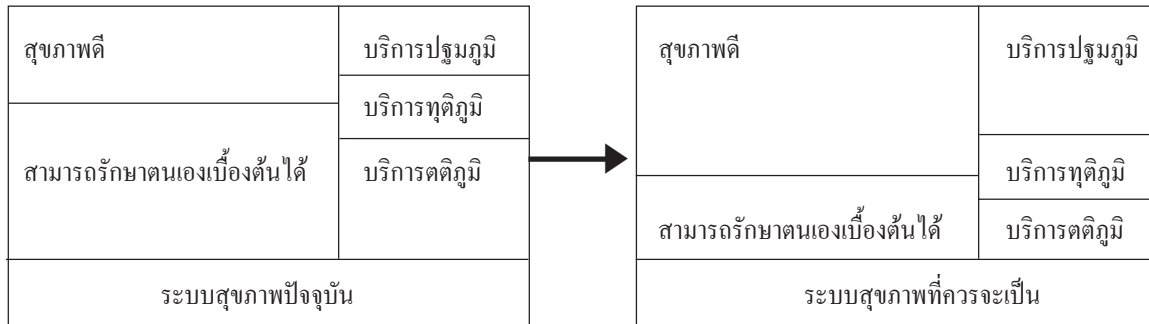 สุขภาพดี
บริการปฐมภูมิ
บริการทุติภูมิ
สามารถรักษาตนเองเบื้องต้นได้
บริการตติภูมิ
ระบบสุขภาพปัจจุบัน
สุขภาพดี
บริการปฐมภูมิ
บริการทุติภูมิ
สามารถรักษาตนเองเบื้องต้นได้
บริการตติภูมิ
ระบบสุขภาพที่ควรจะเป็น